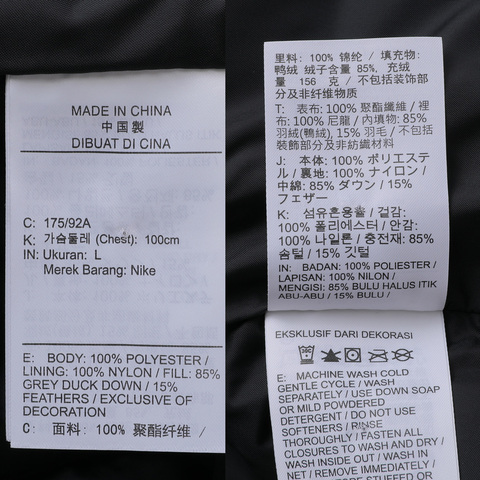 MADE IN CHINA
中国製
DIBUAT DI CINA
C: 175/92A
K: 가슴둘레 (Chest): 100cm
IN: Ukuran: L
Merek Barang: Nike
E: BODY: 100% POLYESTER /
LINING: 100% NYLON / FILL: 85%
GREY DUCK DOWN / 15%
FEATHERS / EXCLUSIVE OF
DECORATION
C: 面料: 100% 聚酯纤维 /
里料: 100% 锦纶 / 填充物:
鸭绒 绒子含量 85%, 充绒
量 156 克 / 不包括装饰部
分及非纤维物质
T: 表布: 100% 聚酯纖維 / 裡
布: 100% 尼龍 / 內填物: 85%
羽絨(鴨絨), 15% 羽毛 / 不包括
裝飾部分及非紡織材料
J: 本体: 100% ポリエス
テル / 裏地: 100% ナイロン /
中綿: 85% ダウン / 15%
フェザー
K: 섬유혼용율 / 겉감:
100% 폴리에스터 / 안감:
100% 나일론 / 충전재: 85%
솜털 / 15% 깃털
IN: BADAN: 100% POLIESTER /
LAPISAN: 100% NILON /
MENGISI: 85% BULU HALUS ITIK
ABU-ABU / 15% BULU /
EKSKLUSIF DARI DEKORASI
E: MACHINE WASH COLD
GENTLE CYCLE / WASH
SEPARATELY / USE DOWN SOAP
OR MILD POWDERED
DETERGENT / DO NOT USE
SOFTENERS / RINSE
THOROUGHLY / FASTEN ALL
CLOSURES TO WASH AND DRY /
WASH INSIDE OUT / WASH IN
NET / REMOVE IMMEDIATELY /